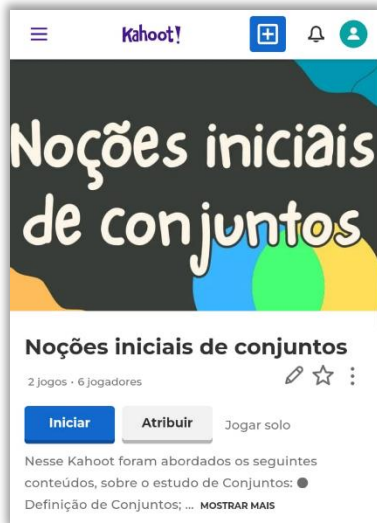 Kahoot!
Noções iniciais
de conjuntos
Noções iniciais de conjuntos
2 jogos · 6 jogadores
Iniciar Atribuir Jogar solo
Nesse Kahoot foram abordados os seguintes
conteúdos, sobre o estudo de Conjuntos: ●
Definição de Conjuntos; ... MOSTRAR MAIS